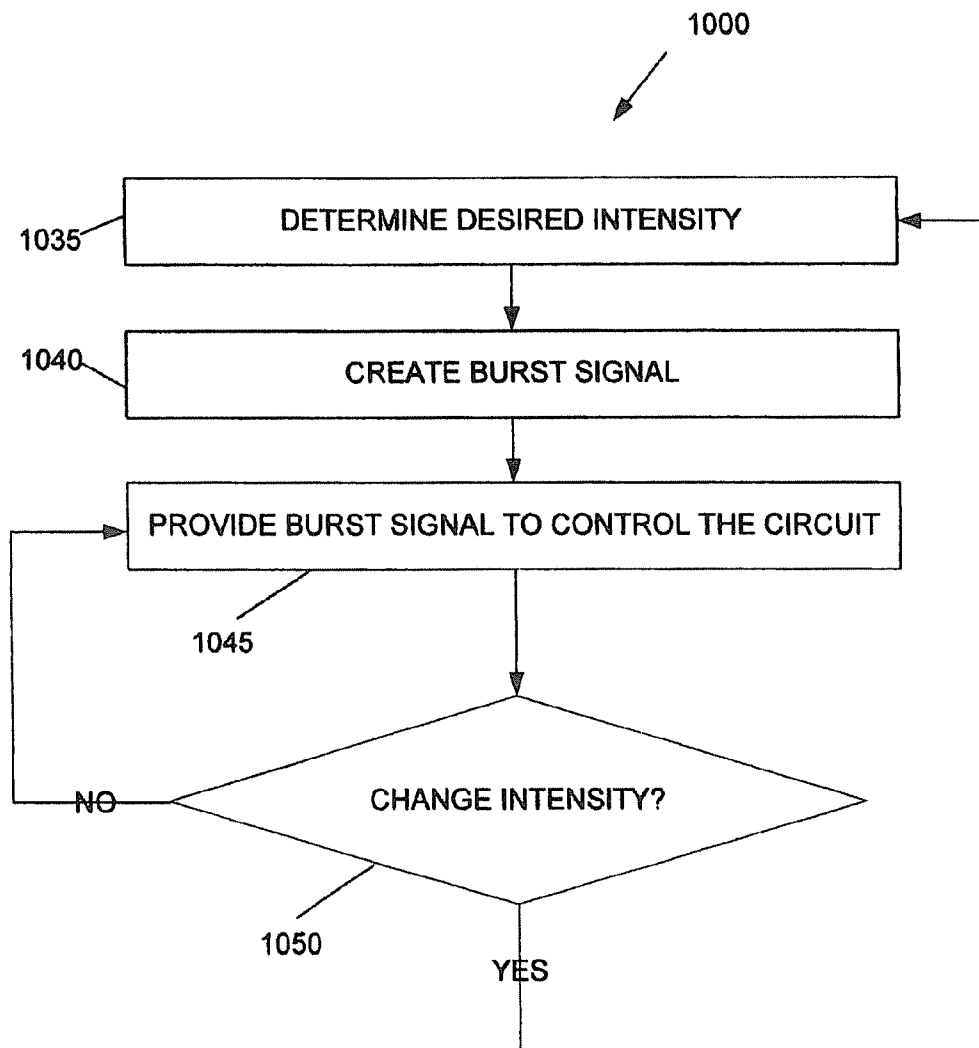 1000
DETERMINE DESIRED INTENSITY
1035
CREATE BURST SIGNAL
1040
PROVIDE BURST SIGNAL TO CONTROL THE CIRCUIT
1045
CHANGE INTENSITY?
NO
1050
YES